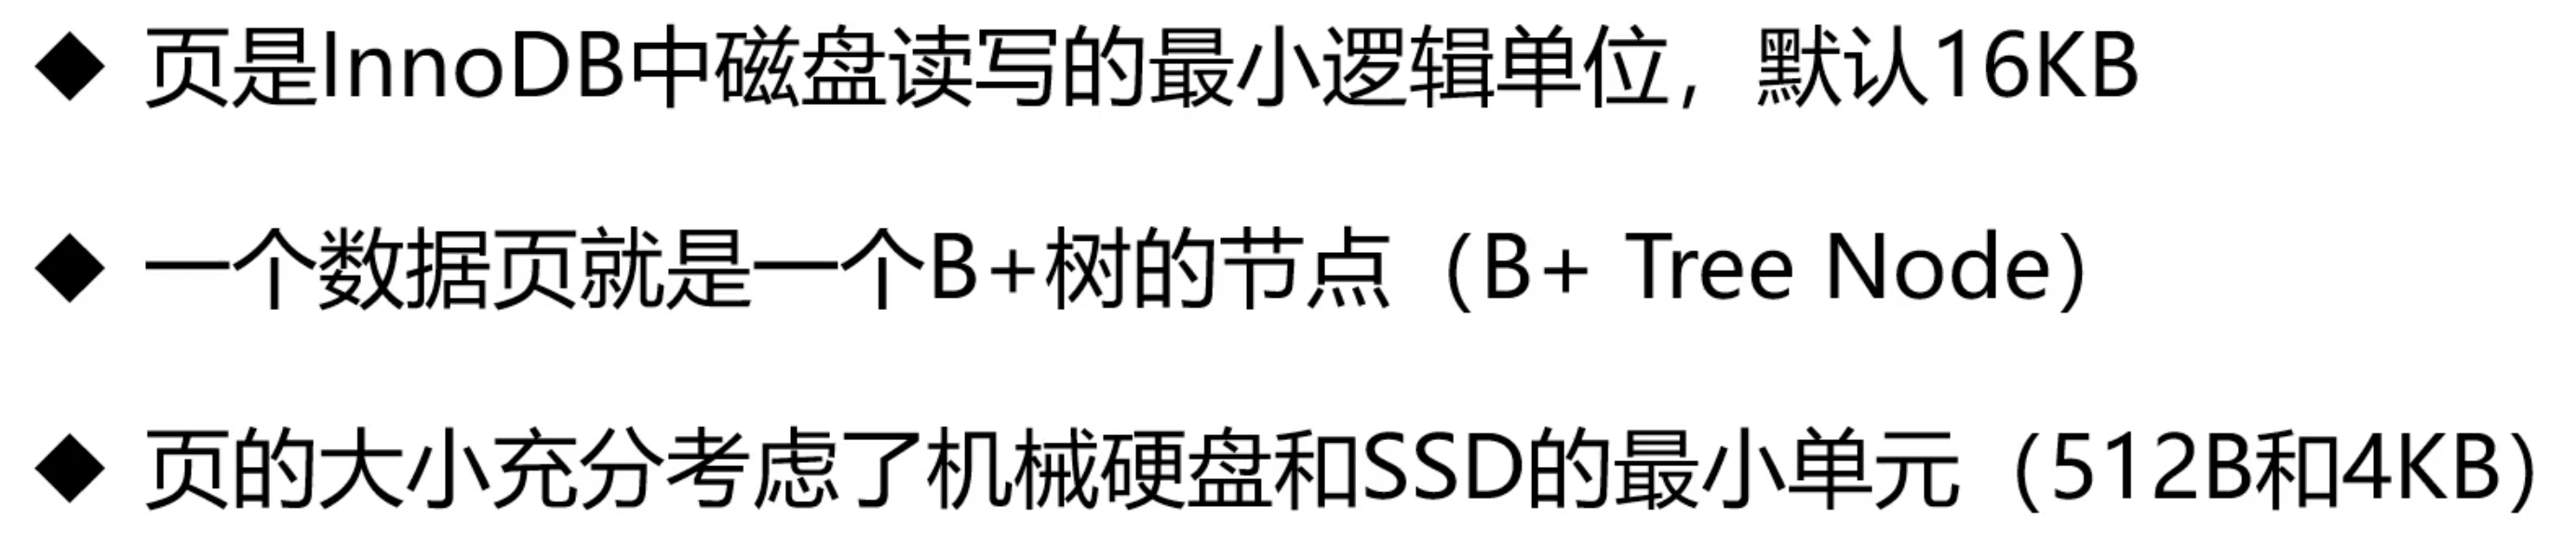 ◆ 页是InnoDB中磁盘读写的最小逻辑单位，默认16KB
◆ 一个数据页就是一个B+树的节点（B+ Tree Node）
◆ 页的大小充分考虑了机械硬盘和SSD的最小单元（512B和4KB）